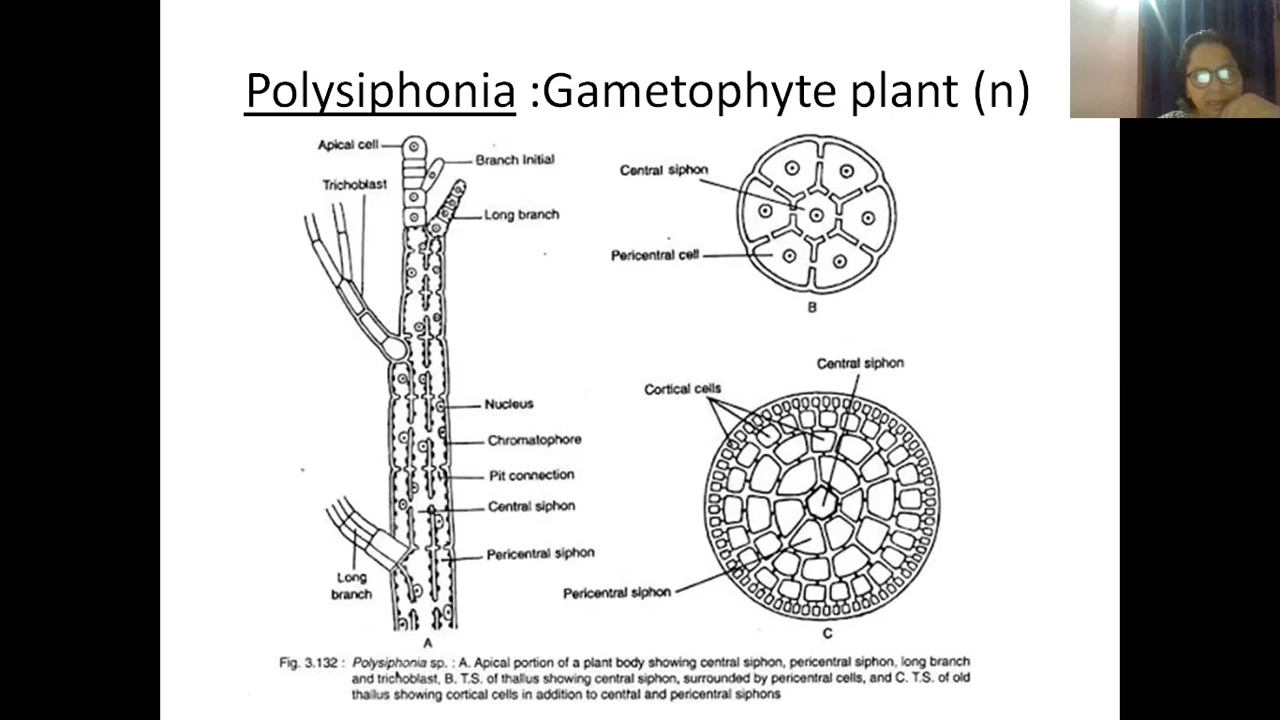 Polysiphonia :Gametophyte plant (n)
Apical cell
Branch Initial
Trichoblast
Long branch
Nucleus
Chromatophore
Pit connection
Central siphon
Pericentral siphon
Long
branch
A
Central siphon
Pericentral cell
B
Central siphon
Cortical cells
Pericentral siphon
C
Fig. 3.132 : Polysiphonia sp. : A. Apical portion of a plant body showing central siphon, pericentral siphon, long branch
and trichoblast, B. T.S. of thallus showing central siphon, surrounded by pericentral cells, and C. T.S. of old
thallus showing cortical cells in addition to central and pericentral siphons